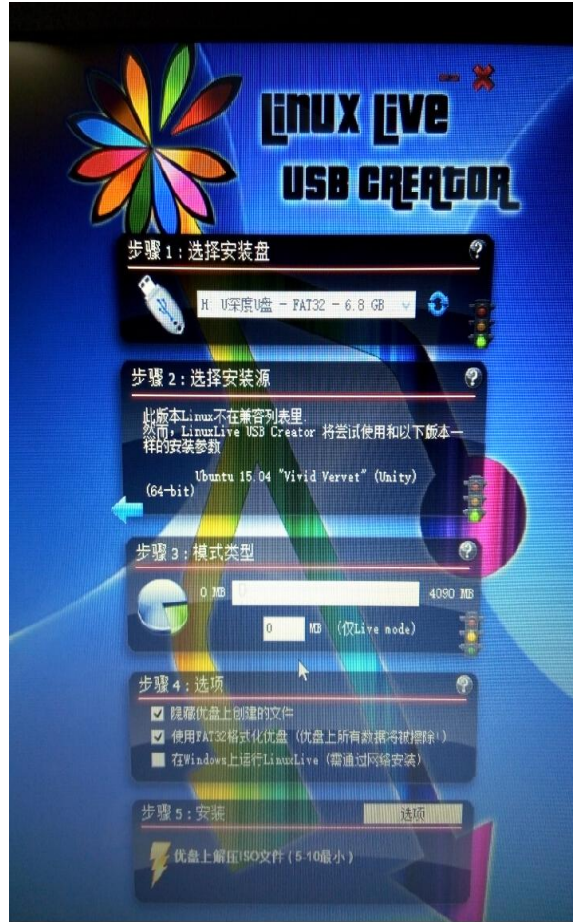 Linux Live
USB CREATOR
步骤 1：选择安装盘
H: U深度U盘 - FAT32 - 6.8 GB
步骤 2：选择安装源
此版本Linux不在兼容列表里.
然而，LinuxLive USB Creator 将尝试使用和以下版本一
样的安装参数
Ubuntu 15.04 "Vivid Vervet" (Unity)
(64-bit)
步骤 3：模式类型
0 MB
4090 MB
0 MB (仅Live mode)
步骤 4：选项
隐藏优盘上创建的文件
使用FAT32格式化优盘 (优盘上所有数据将被擦除!)
在Windows上运行LinuxLive (需通过网络安装)
步骤 5：安装
选项
优盘上解压ISO文件 (5-10最小)